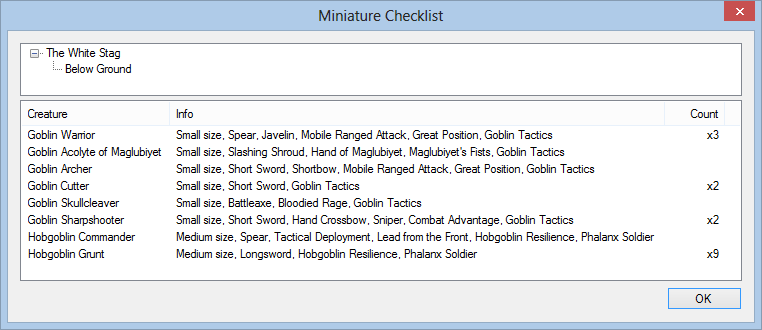 Miniature Checklist
The White Stag
Below Ground
Creature Info Count
Goblin Warrior Small size, Spear, Javelin, Mobile Ranged Attack, Great Position, Goblin Tactics x3
Goblin Acolyte of Maglubiyet Small size, Slashing Shroud, Hand of Maglubiyet, Maglubiyet's Fists, Goblin Tactics
Goblin Archer Small size, Short Sword, Shortbow, Mobile Ranged Attack, Great Position, Goblin Tactics
Goblin Cutter Small size, Short Sword, Goblin Tactics x2
Goblin Skullcleaver Small size, Battleaxe, Bloodied Rage, Goblin Tactics
Goblin Sharpshooter Small size, Short Sword, Hand Crossbow, Sniper, Combat Advantage, Goblin Tactics x2
Hobgoblin Commander Medium size, Spear, Tactical Deployment, Lead from the Front, Hobgoblin Resilience, Phalanx Soldier
Hobgoblin Grunt Medium size, Longsword, Hobgoblin Resilience, Phalanx Soldier x9
OK